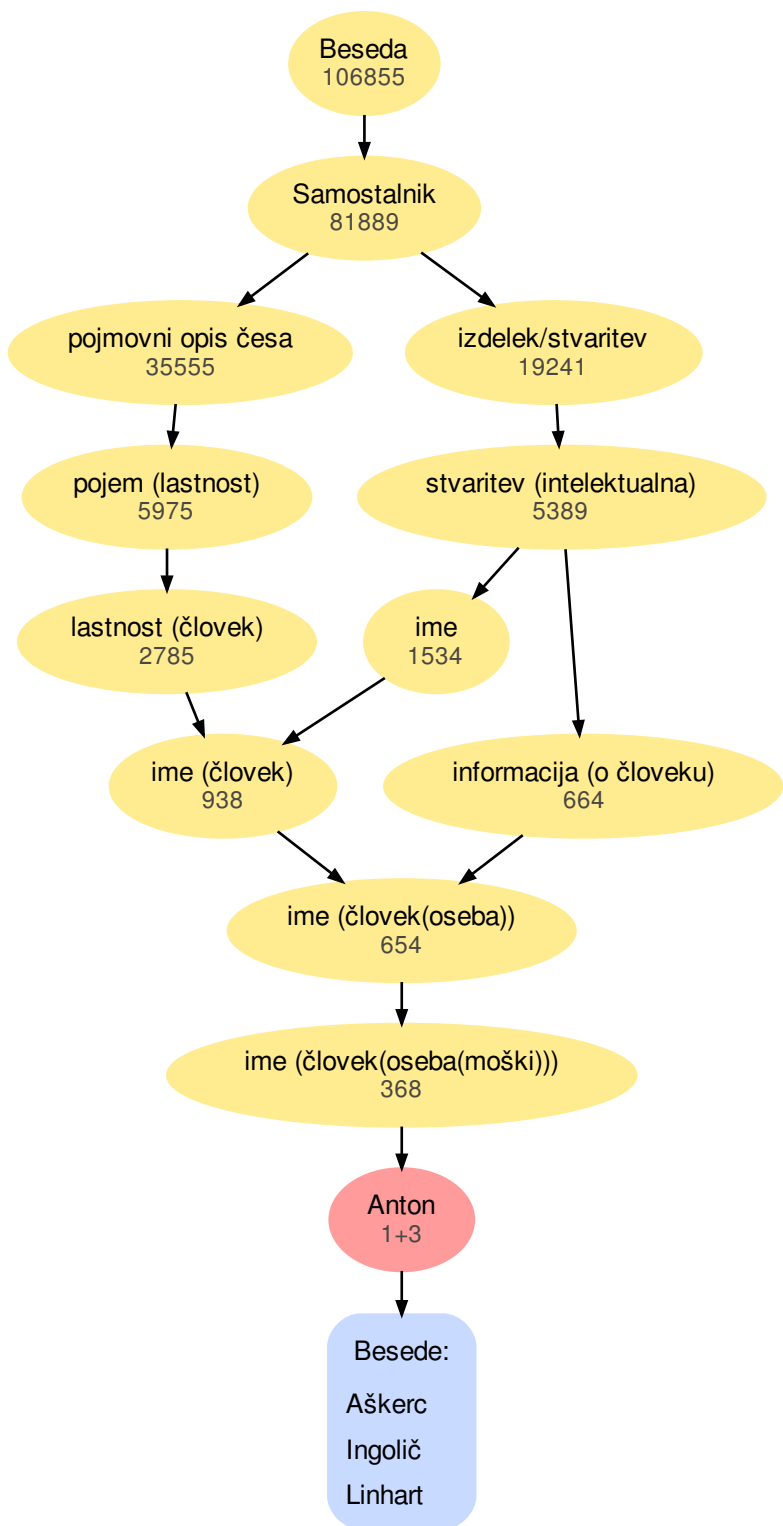 Beseda
106855
Samostalnik
81889
pojmovni opis česa
35555
izdelek/stvaritev
19241
pojem (lastnost)
5975
stvaritev (intelektualna)
5389
lastnost (človek)
2785
ime
1534
ime (človek)
938
informacija (o človeku)
664
ime (človek(oseba))
654
ime (človek(oseba(moški)))
368
Anton
1+3
Besede:
Aškerc
Ingolič
Linhart